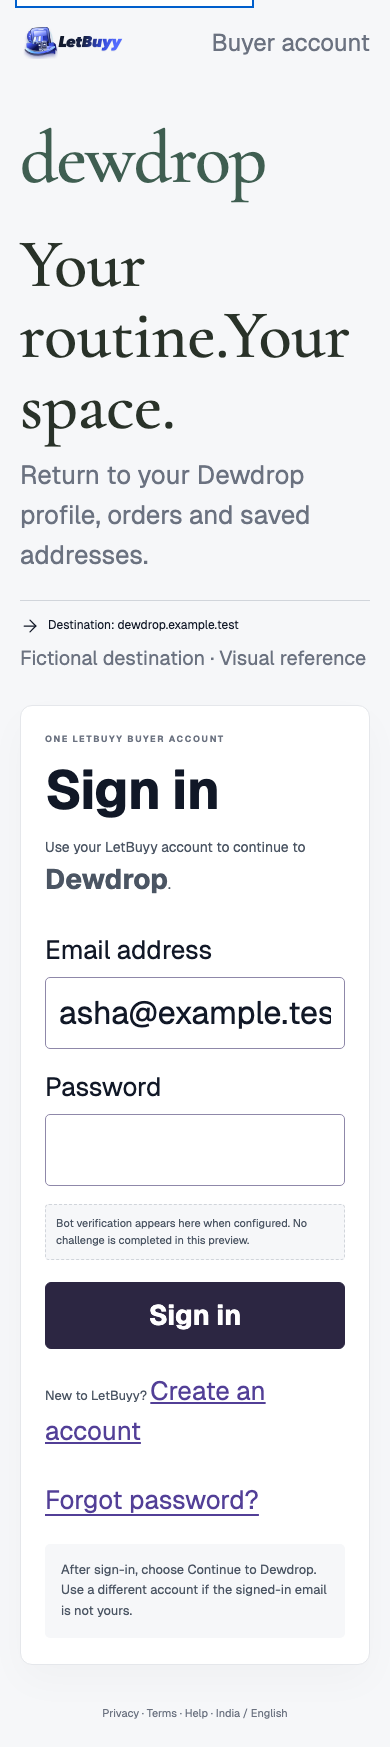 LetBuyy
Buyer account
dewdrop
Your
routine.Your
space.
Return to your Dewdrop
profile, orders and saved
addresses.
Destination: dewdrop.example.test
Fictional destination · Visual reference
ONE LETBUYY BUYER ACCOUNT
Sign in
Use your LetBuyy account to continue to
Dewdrop.
Email address
asha@example.tes
Password
Bot verification appears here when configured. No
challenge is completed in this preview.
Sign in
New to LetBuyy? Create an
account
Forgot password?
After sign-in, choose Continue to Dewdrop.
Use a different account if the signed-in email
is not yours.
Privacy · Terms · Help · India / English